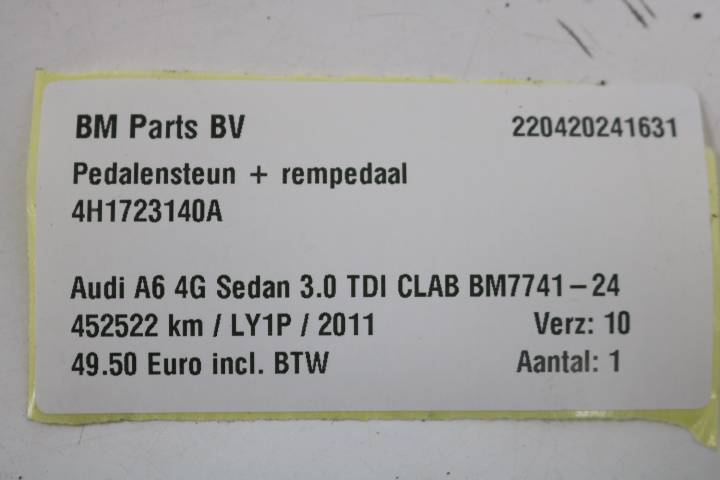 BM Parts BV 220420241631
Pedalensteun + rempedaal
4H1723140A
Audi A6 4G Sedan 3.0 TDI CLAB BM7741-24
452522 km / LY1P / 2011 Verz: 10
49.50 Euro incl. BTW Aantal: 1